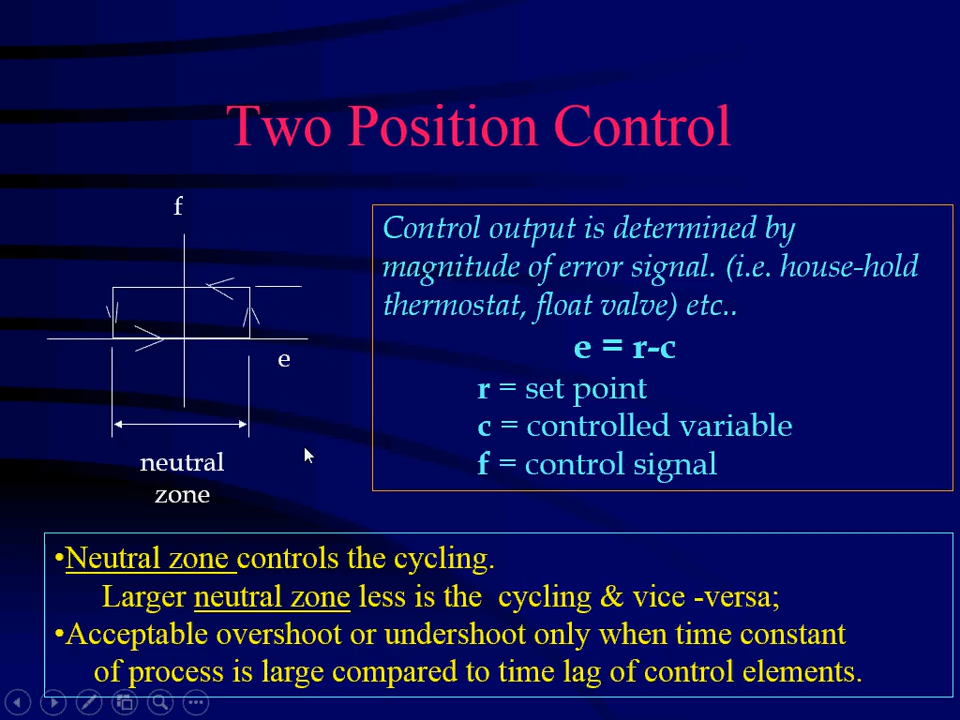 Two Position Control
f
e
neutral
zone
Control output is determined by
magnitude of error signal. (i.e. house-hold
thermostat, float valve) etc..
e = r-c
r = set point
c = controlled variable
f = control signal
•Neutral zone controls the cycling.
Larger neutral zone less is the cycling & vice -versa;
•Acceptable overshoot or undershoot only when time constant
of process is large compared to time lag of control elements.